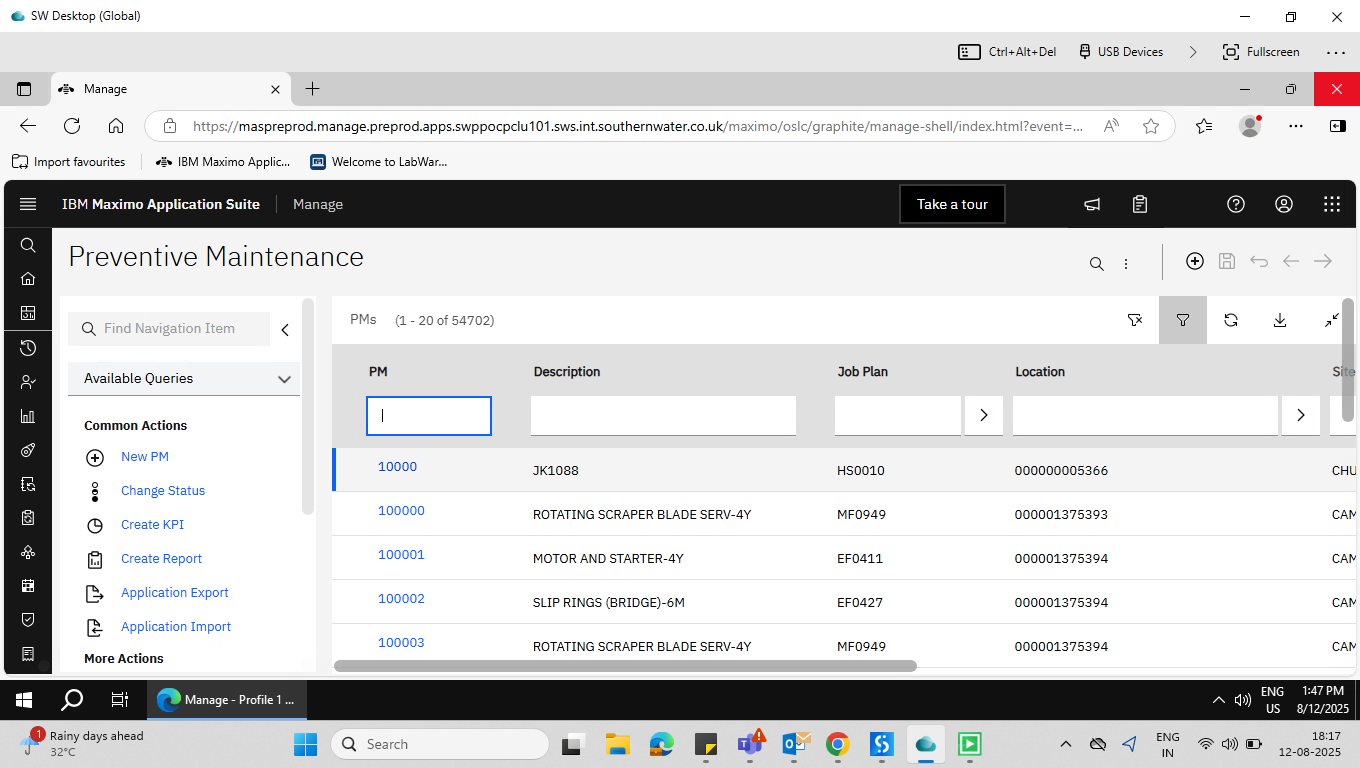 SW Desktop (Global)
Ctrl+Alt+Del USB Devices Fullscreen
Manage
https://maspreprod.manage.preprod.apps.swppocpclu101.sws.int.southernwater.co.uk/maximo/oslc/graphite/manage-shell/index.html?event=...
Import favourites IBM Maximo Applic... Welcome to LabWar...
IBM Maximo Application Suite Manage Take a tour
Preventive Maintenance
Find Navigation Item
Available Queries
Common Actions
New PM
Change Status
Create KPI
Create Report
Application Export
Application Import
More Actions
PMs (1 - 20 of 54702)
PM Description Job Plan Location Site
10000 JK1088 HS0010 000000005366 CHU
100000 ROTATING SCRAPER BLADE SERV-4Y MF0949 000001375393 CAM
100001 MOTOR AND STARTER-4Y EF0411 000001375394 CAM
100002 SLIP RINGS (BRIDGE)-6M EF0427 000001375394 CAM
100003 ROTATING SCRAPER BLADE SERV-4Y MF0949 000001375394 CAM
Manage - Profile 1 ...
ENG
US
1:47 PM
8/12/2025
1
Rainy days ahead
32°C
Search
ENG
IN
18:17
12-08-2025